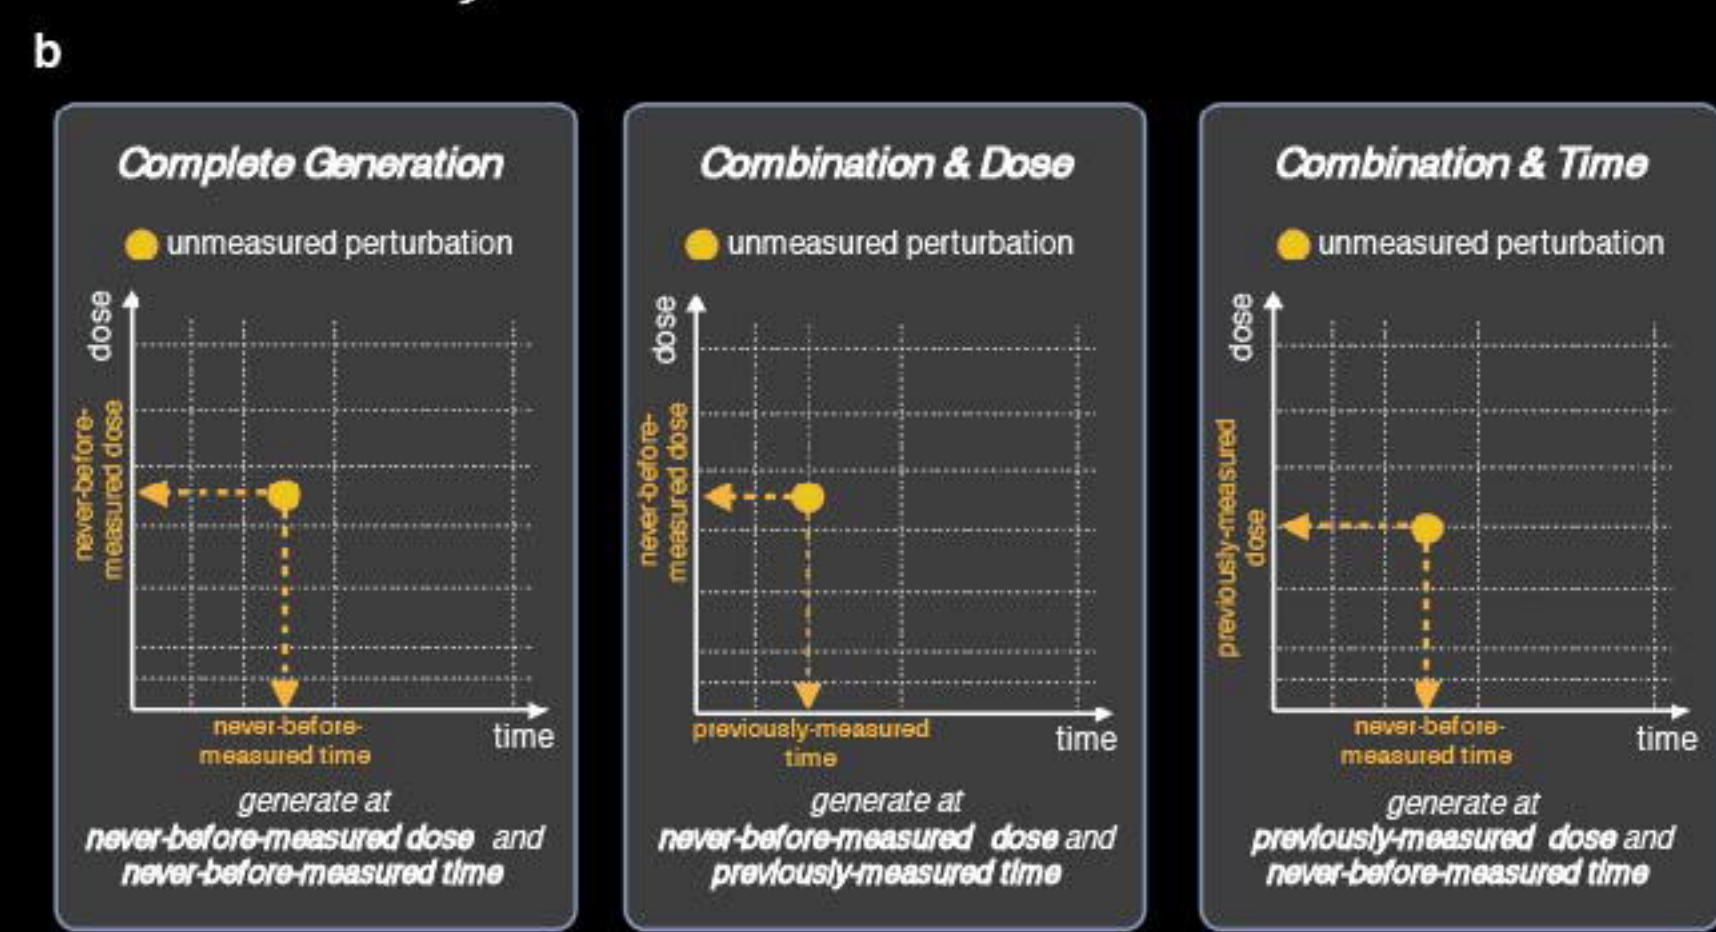 b
Complete Generation
unmeasured perturbation
dose
never-before-
measured dose
never-before-
measured time
time
generate at
never-before-measured dose and
never-before-measured time
Combination & Dose
unmeasured perturbation
dose
never-before-
measured dose
previously-measured
time
time
generate at
never-before-measured dose and
previously-measured time
Combination & Time
unmeasured perturbation
dose
previously-measured
dose
never-before-
measured time
time
generate at
previously-measured dose and
never-before-measured time